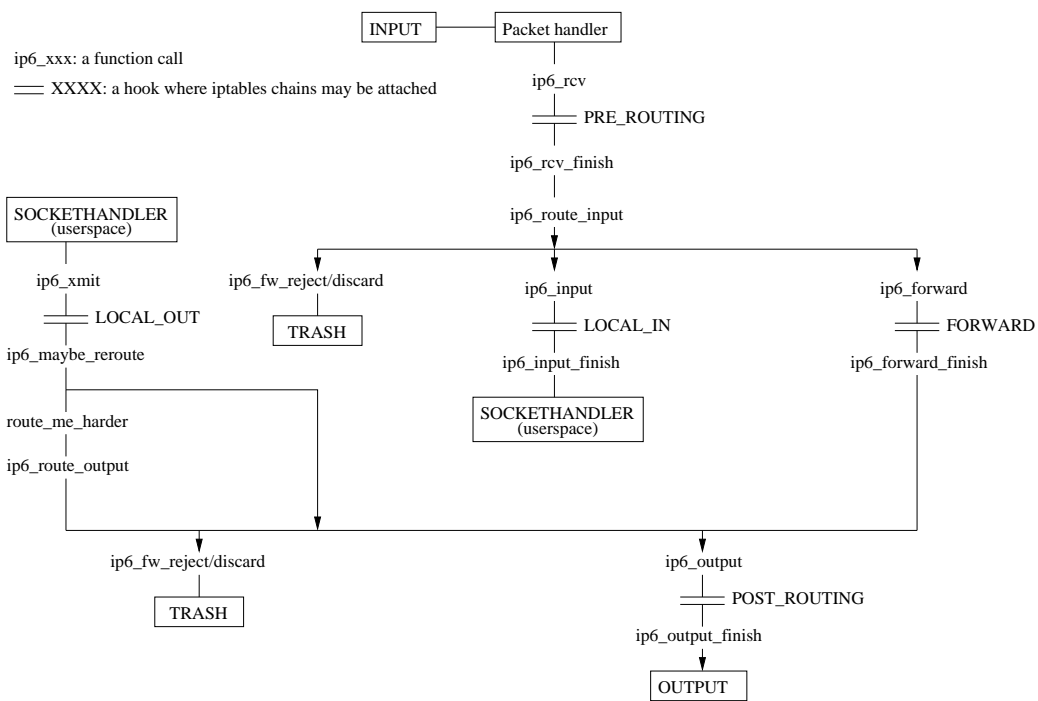 INPUT
Packet handler
ip6_xxx: a function call
XXXX: a hook where iptables chains may be attached
ip6_rcv
PRE_ROUTING
ip6_rcv_finish
ip6_route_input
SOCKETHANDLER
(userspace)
ip6_xmit
LOCAL_OUT
ip6_maybe_reroute
route_me_harder
ip6_route_output
ip6_fw_reject/discard
TRASH
ip6_input
LOCAL_IN
ip6_input_finish
SOCKETHANDLER
(userspace)
ip6_forward
FORWARD
ip6_forward_finish
ip6_fw_reject/discard
TRASH
ip6_output
POST_ROUTING
ip6_output_finish
OUTPUT